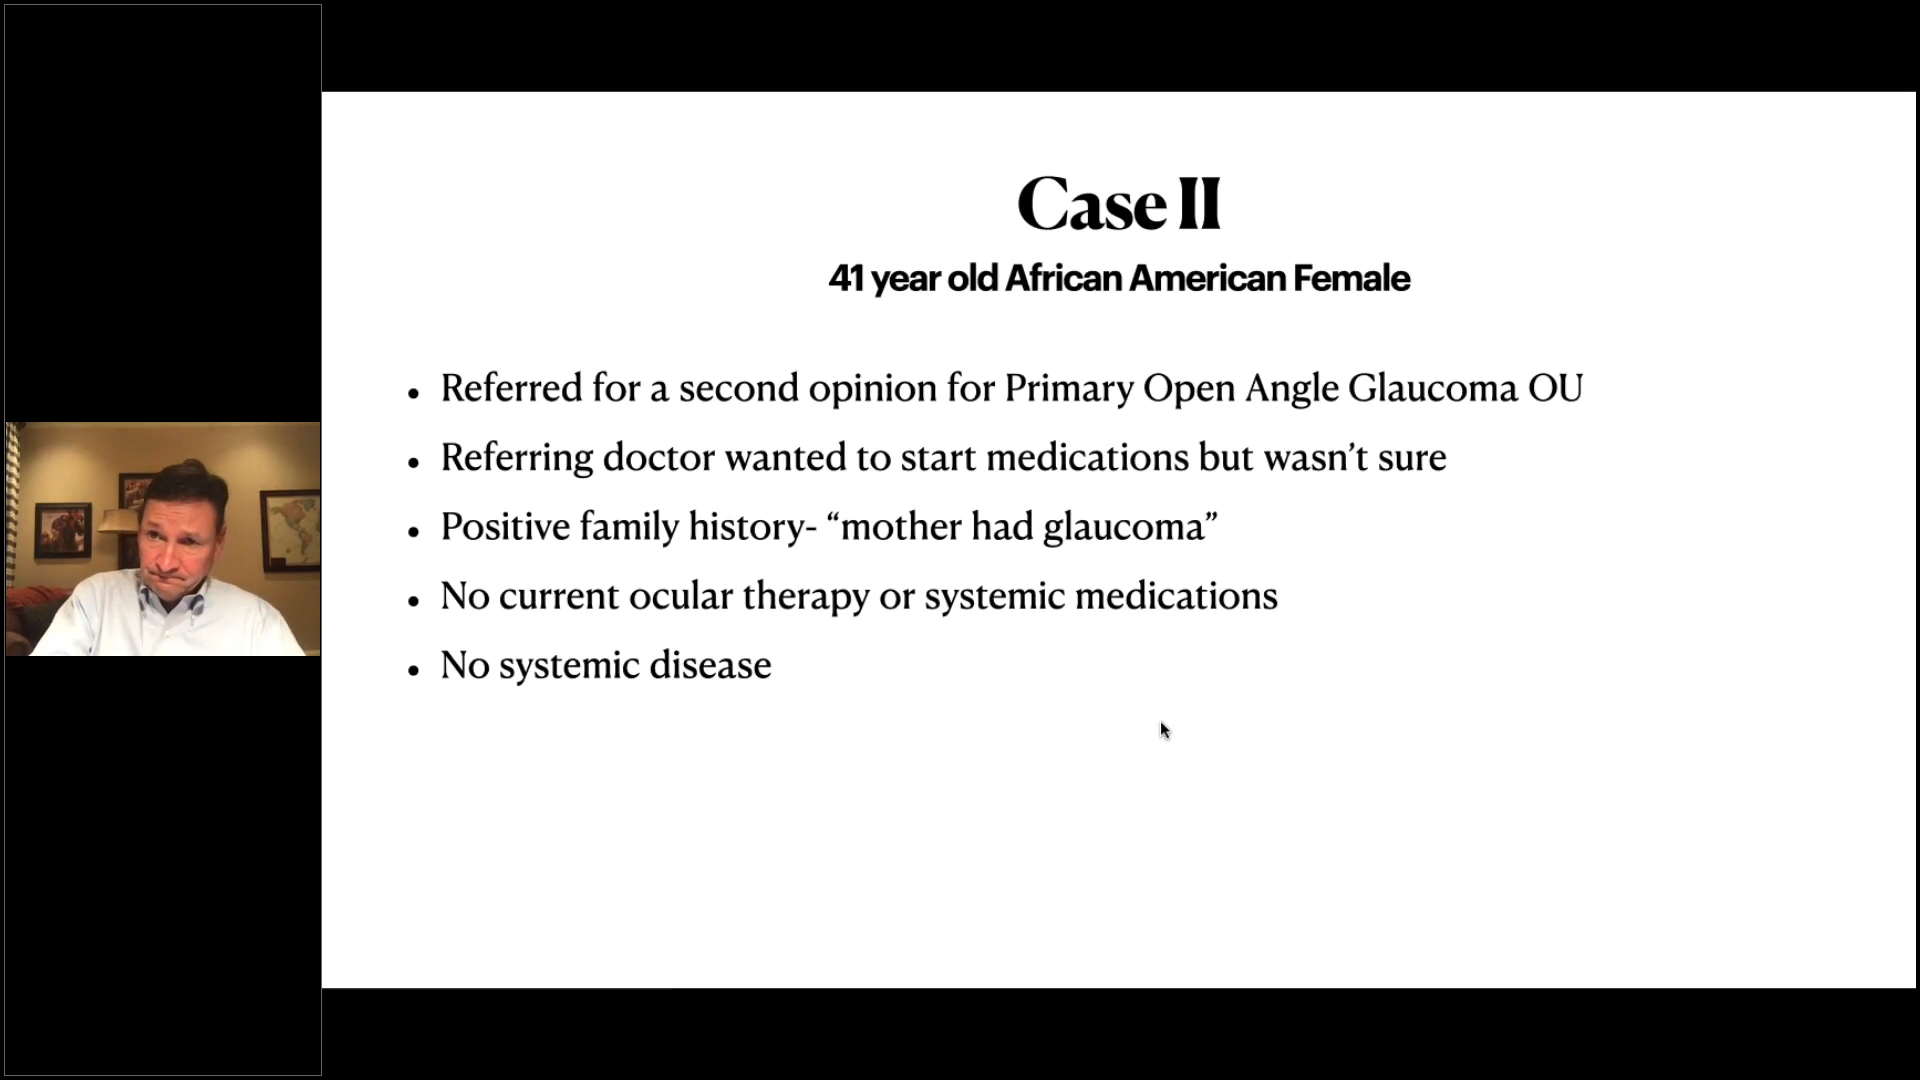 Case II
41 year old African American Female
• Referred for a second opinion for Primary Open Angle Glaucoma OU
• Referring doctor wanted to start medications but wasn’t sure
• Positive family history- “mother had glaucoma”
• No current ocular therapy or systemic medications
• No systemic disease